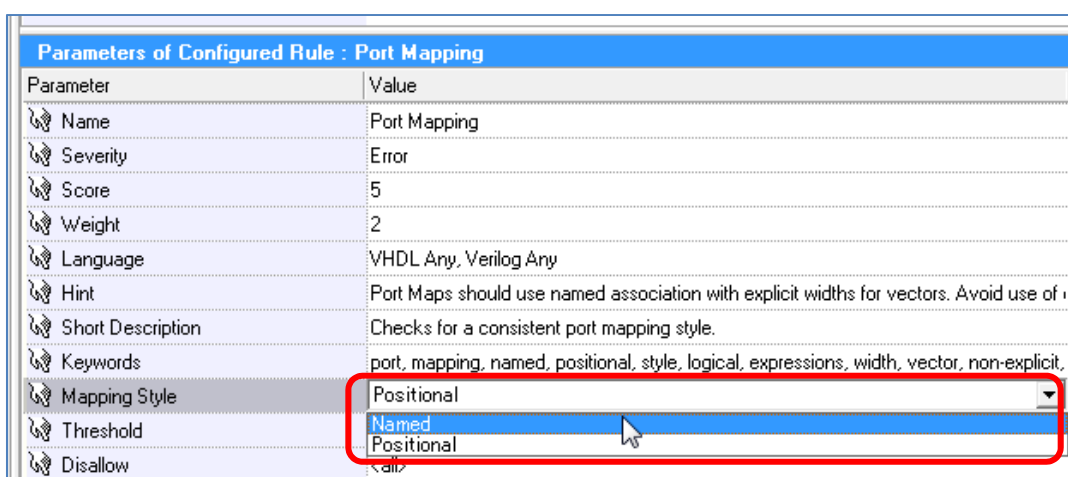 Parameters of Configured Rule : Port Mapping
Parameter Value
Name Port Mapping
Severity Error
Score 5
Weight 2
Language VHDL Any, Verilog Any
Hint Port Maps should use named association with explicit widths for vectors. Avoid use of
Short Description Checks for a consistent port mapping style.
Keywords port, mapping, named, positional, style, logical, expressions, width, vector, non-explicit,
Mapping Style Positional
Threshold Named
Positional
Disallow <all>